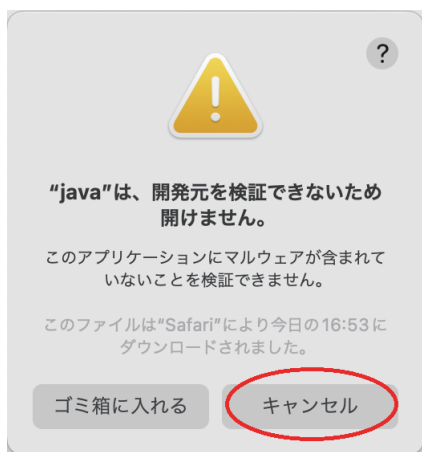 ?
“java”は、開発元を検証できないため
開けません。
このアプリケーションにマルウェアが含まれて
いないことを検証できません。
このファイルは“Safari”により今日の16:53に
ダウンロードされました。
ゴミ箱に入れる
キャンセル